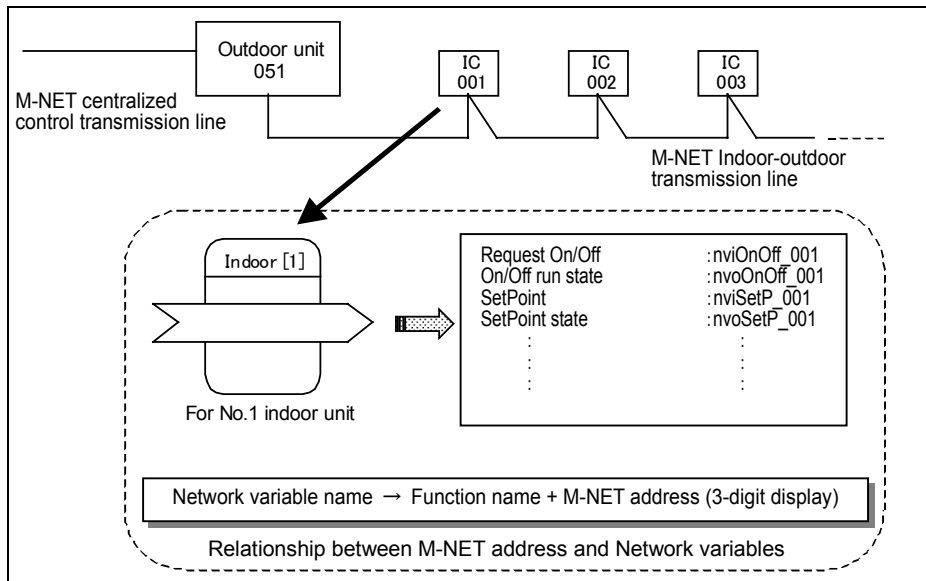 Outdoor unit
051
IC
001
IC
002
IC
003
M-NET centralized
control transmission line
M-NET Indoor-outdoor
transmission line
Indoor [1]
For No.1 indoor unit
Request On/Off :nviOnOff_001
On/Off run state :nvoOnOff_001
SetPoint :nviSetP_001
SetPoint state :nvoSetP_001
Network variable name → Function name + M-NET address (3-digit display)
Relationship between M-NET address and Network variables